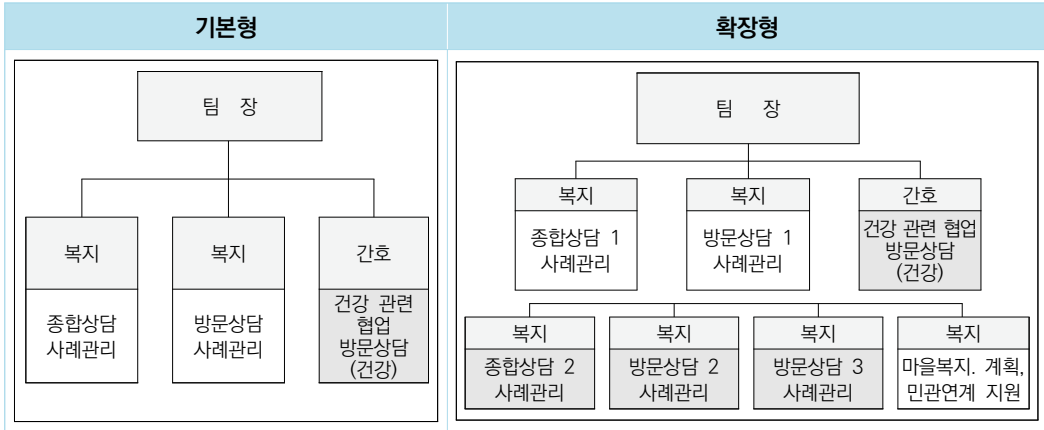 기본형
확장형
팀 장
복지
복지
간호
종합상담
사례관리
방문상담
사례관리
건강 관련
협업
방문상담
(건강)
팀 장
복지
종합상담 1
사례관리
복지
방문상담 1
사례관리
간호
건강 관련 협업
방문상담
(건강)
복지
종합상담 2
사례관리
복지
방문상담 2
사례관리
복지
방문상담 3
사례관리
복지
마을복지. 계획,
민관연계 지원